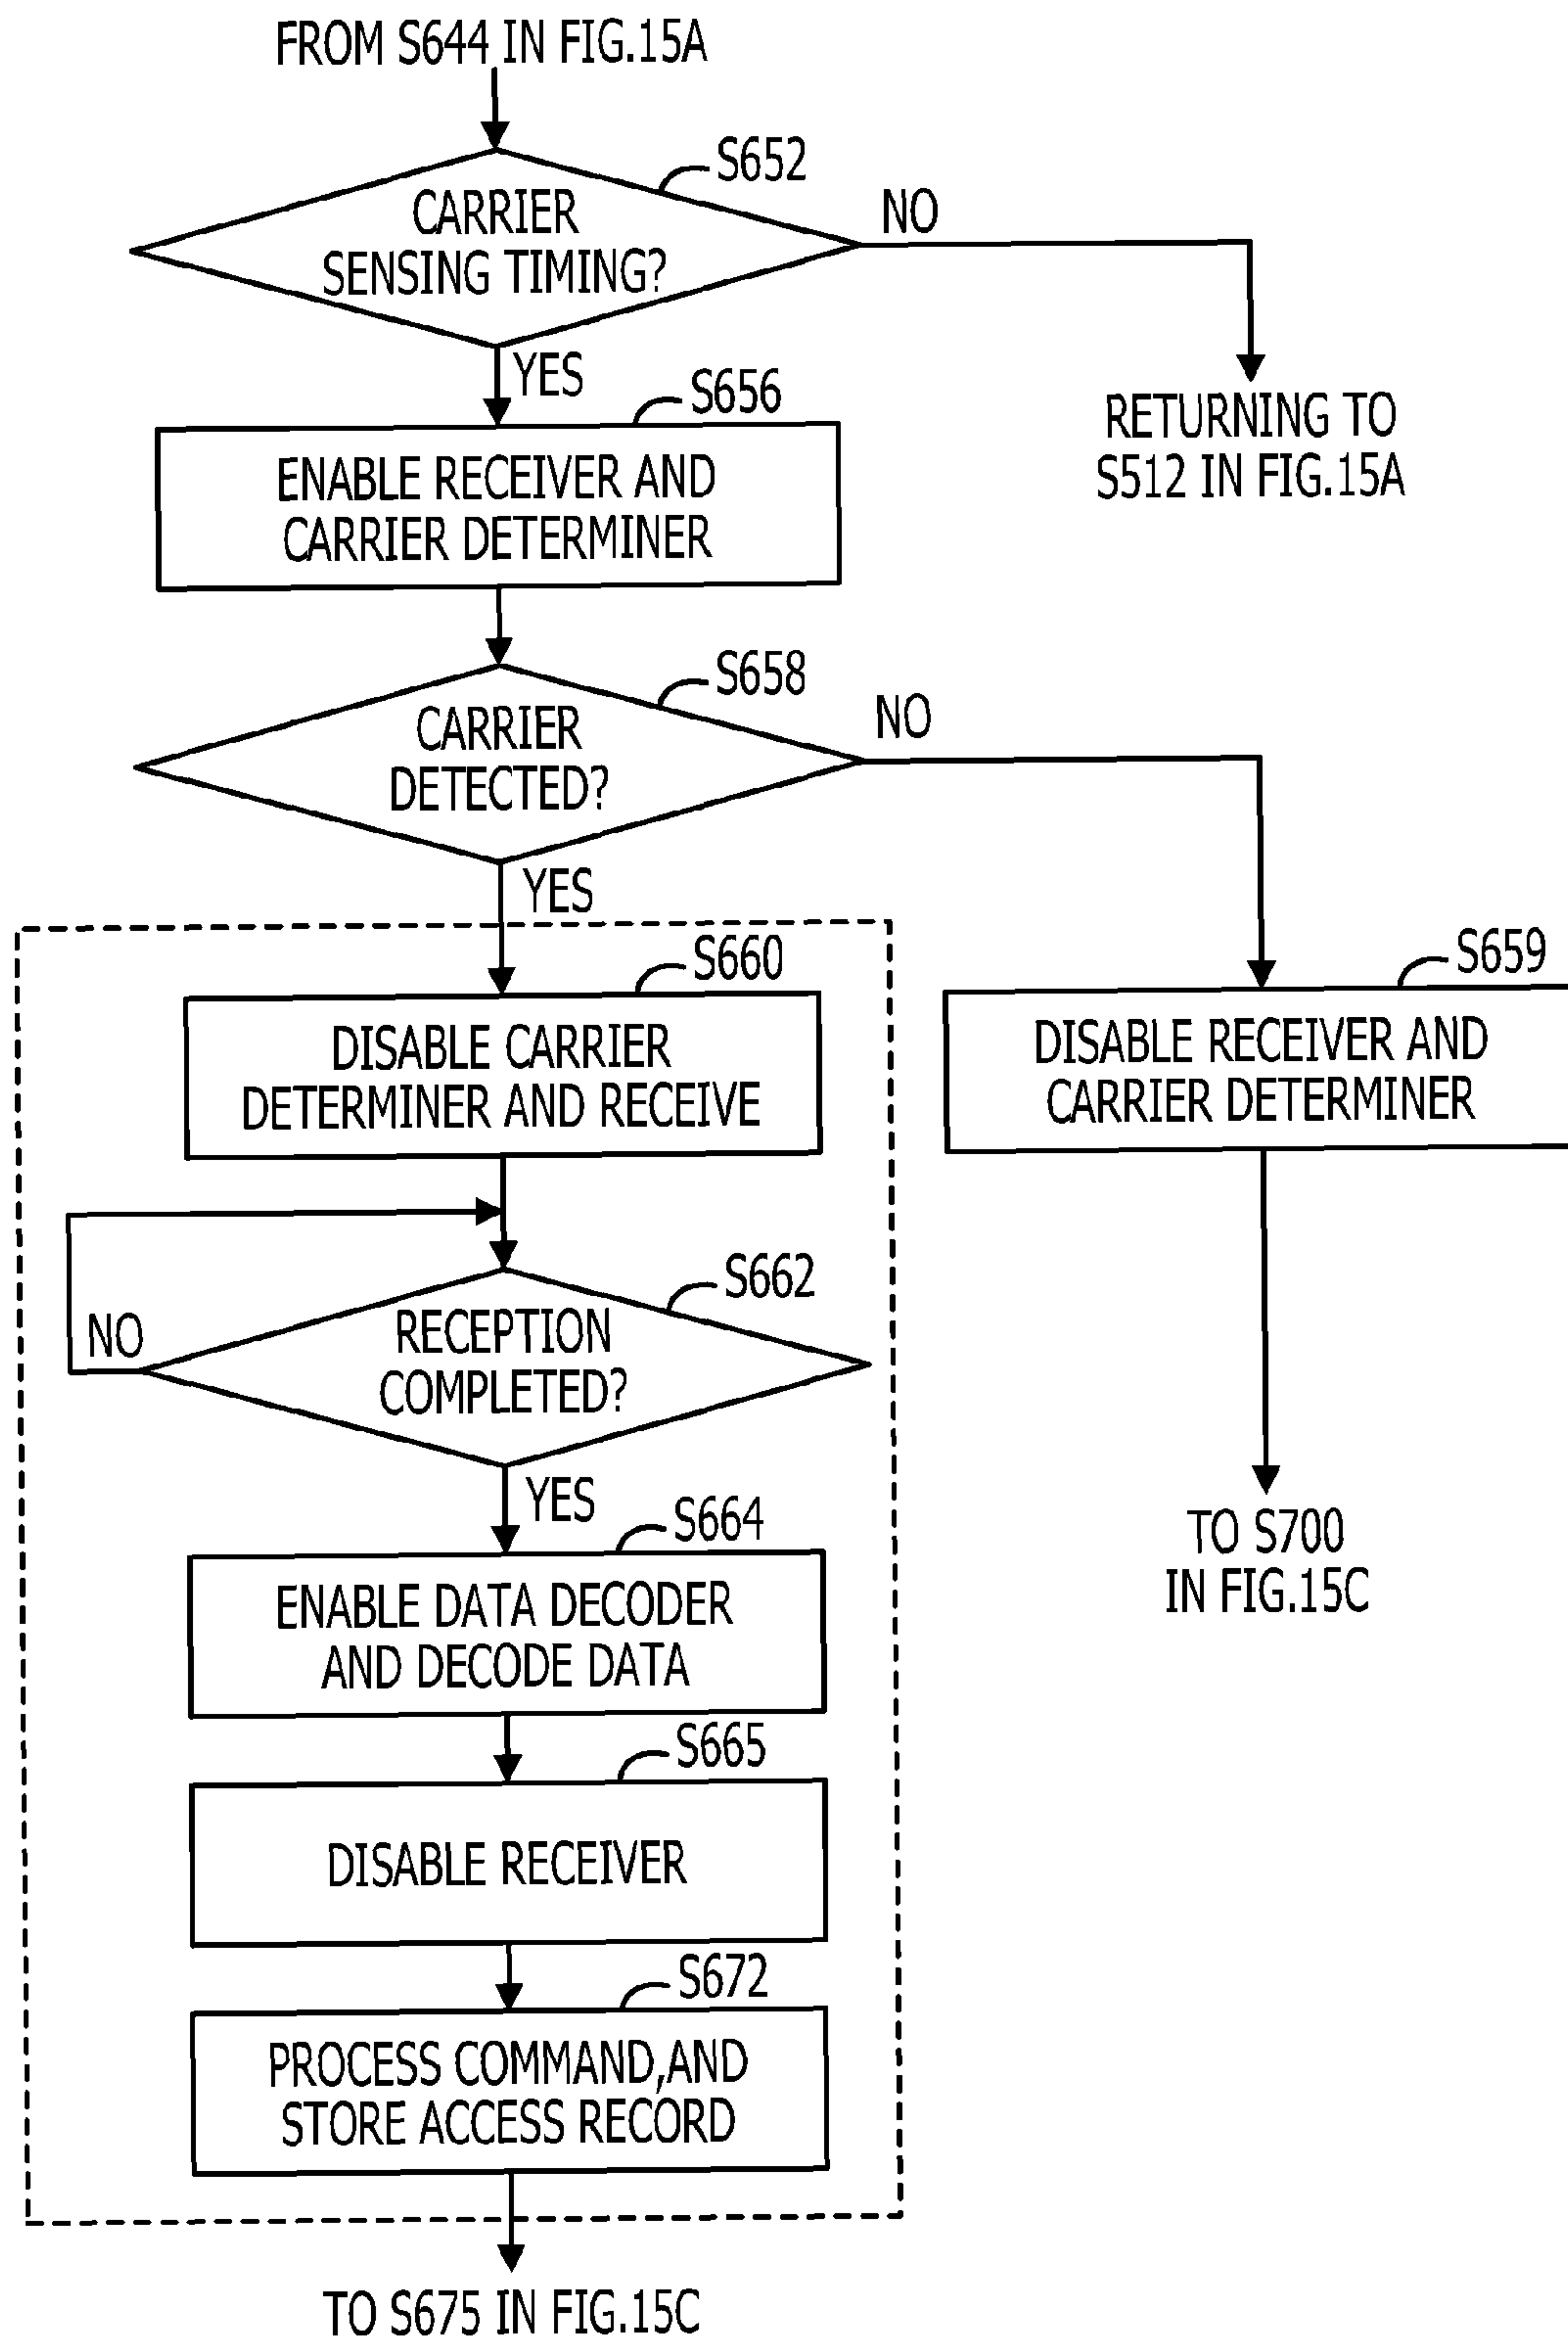 FROM S644 IN FIG.15A
S652
CARRIER
SENSING TIMING?
NO
YES
RETURNING TO
S512 IN FIG.15A
S656
ENABLE RECEIVER AND
CARRIER DETERMINER
S658
CARRIER
DETECTED?
NO
YES
S659
DISABLE RECEIVER AND
CARRIER DETERMINER
TO S700
IN FIG.15C
S660
DISABLE CARRIER
DETERMINER AND RECEIVE
S662
RECEPTION
COMPLETED?
NO
YES
S664
ENABLE DATA DECODER
AND DECODE DATA
S665
DISABLE RECEIVER
S672
PROCESS COMMAND,AND
STORE ACCESS RECORD
TO S675 IN FIG.15C